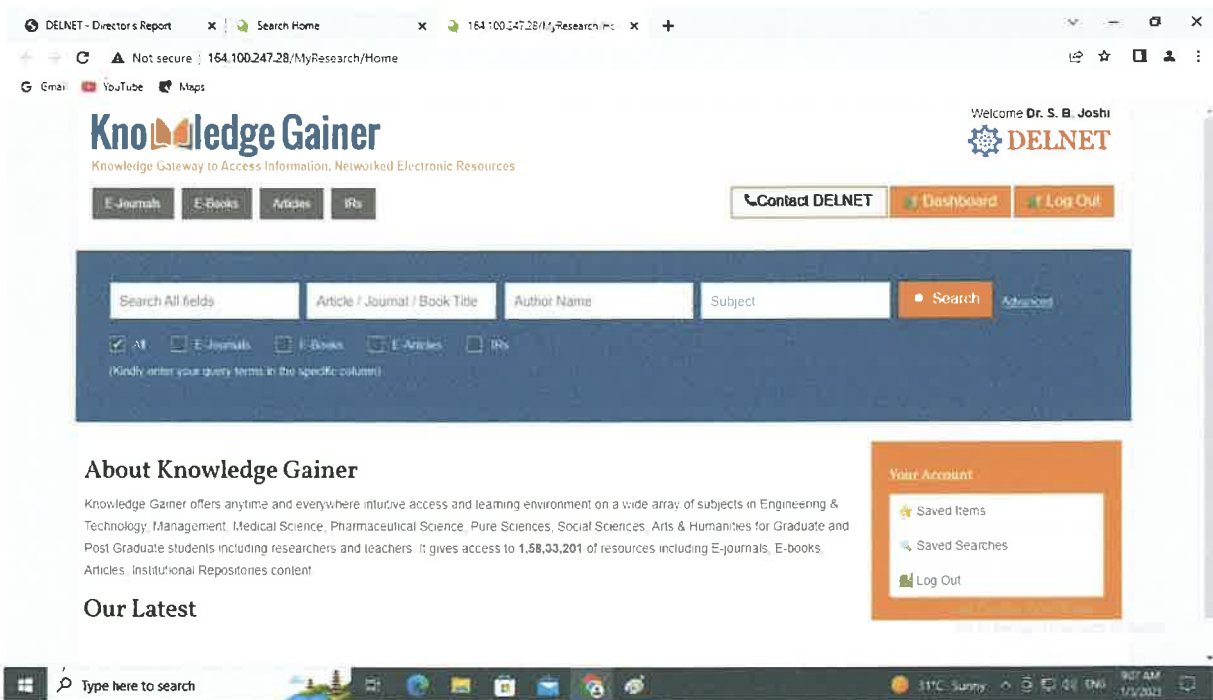 DELNET - Director's Report
Search Home
164.100.247.28/MyResearch/Ho
Not secure 164.100.247.28/MyResearch/Home
Gmail YouTube Maps
Welcome Dr. S. B. Joshi
Knowledge Gainer
DELNET
Knowledge Gateway to Access Information, Networked Electronic Resources
E-Journals E-Books Articles IRs
Contact DELNET Dashboard Log Out
Search All fields Article / Journal / Book Title Author Name Subject Search Advanced
All E-Journals E-Books E-Articles IRs
(Kindly enter your query terms in the specific column)
About Knowledge Gainer
Knowledge Gainer offers anytime and everywhere intuitive access and learning environment on a wide array of subjects in Engineering &
Technology, Management, Medical Science, Pharmaceutical Science, Pure Sciences, Social Sciences, Arts & Humanities for Graduate and
Post Graduate students including researchers and teachers. It gives access to 1,58,33,201 of resources including E-journals, E-books,
Articles, Institutional Repositories content.
Our Latest
Your Account
Saved Items
Saved Searches
Log Out
Type here to search
31°C Sunny
ENG
9:07 AM